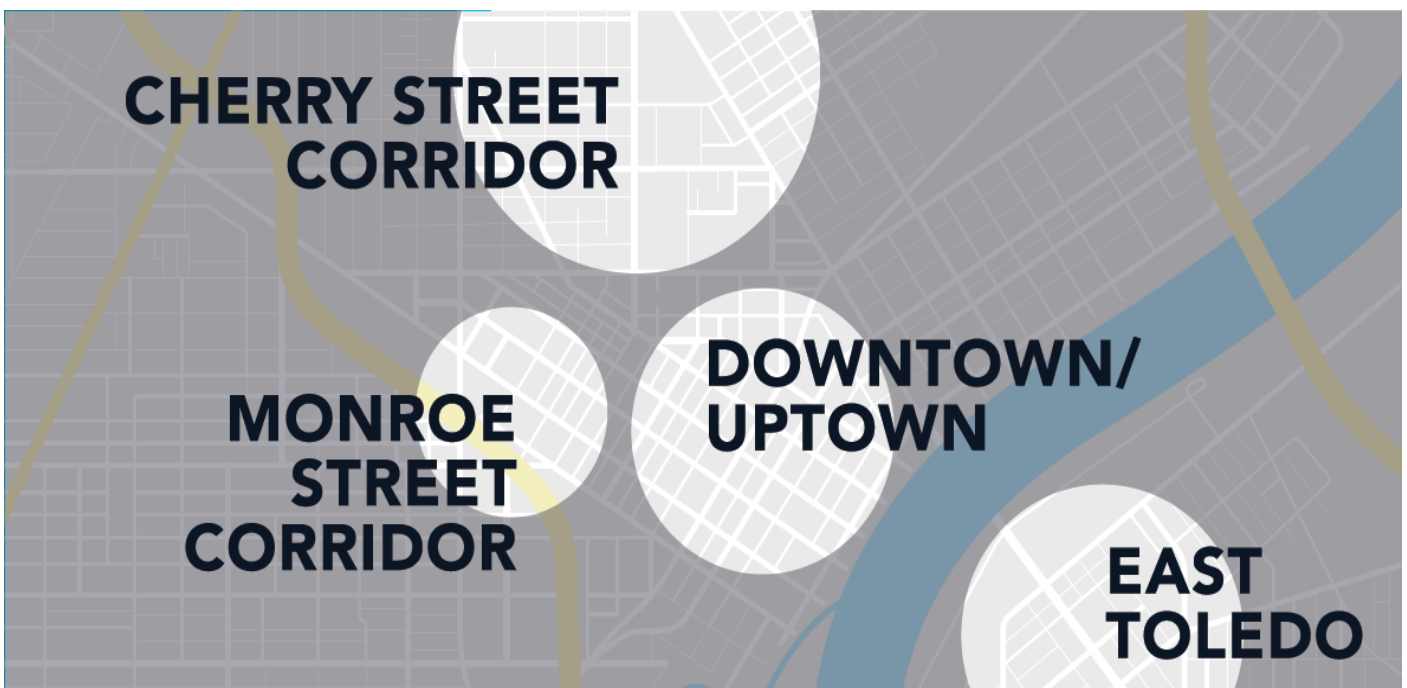 CHERRY STREET
CORRIDOR
DOWNTOWN/
UPTOWN
MONROE
STREET
CORRIDOR
EAST
TOLEDO